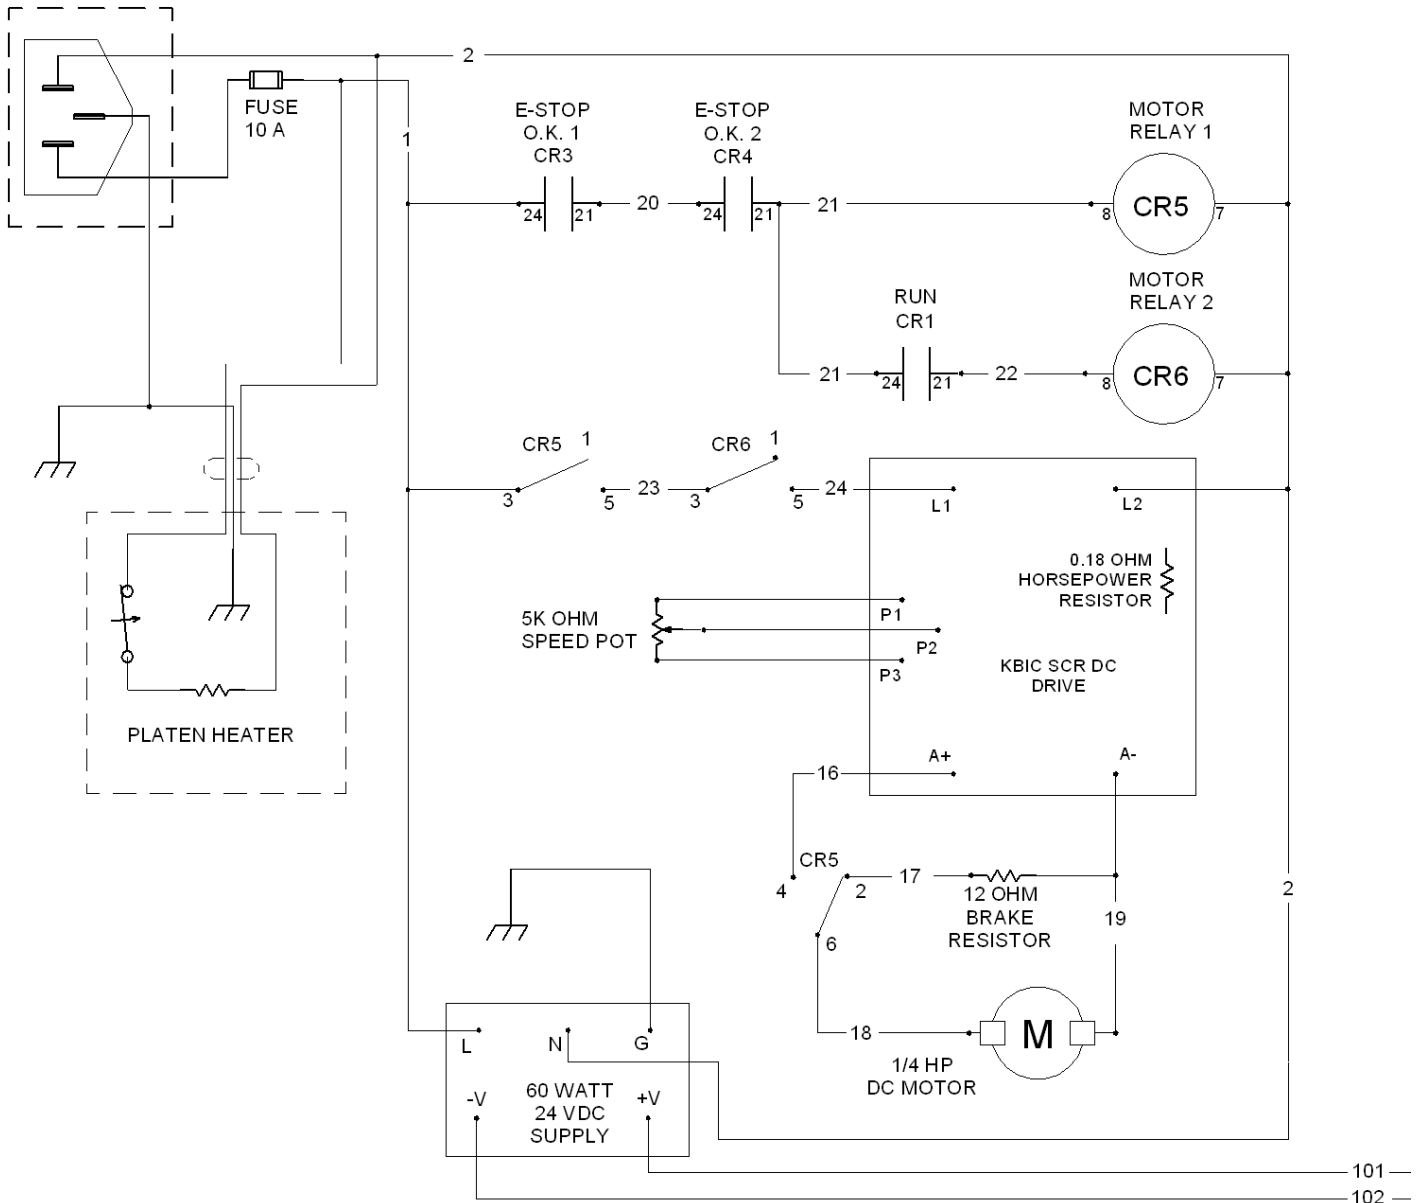 2
FUSE
10 A
1
E-STOP
O.K. 1
CR3
24
21
20
E-STOP
O.K. 2
CR4
24
21
21
MOTOR
RELAY 1
8
CR5
7
RUN
CR1
21
24
21
22
MOTOR
RELAY 2
8
CR6
7
CR5
1
3
5
23
CR6
1
3
5
24
L1
L2
0.18 OHM
HORSEPOWER
RESISTOR
5K OHM
SPEED POT
P1
P2
P3
KBIC SCR DC
DRIVE
PLATEN HEATER
A+
A-
16
CR5
4
2
17
6
12 OHM
BRAKE
RESISTOR
19
2
18
M
1/4 HP
DC MOTOR
L
N
G
-V
+V
60 WATT
24 VDC
SUPPLY
101
102